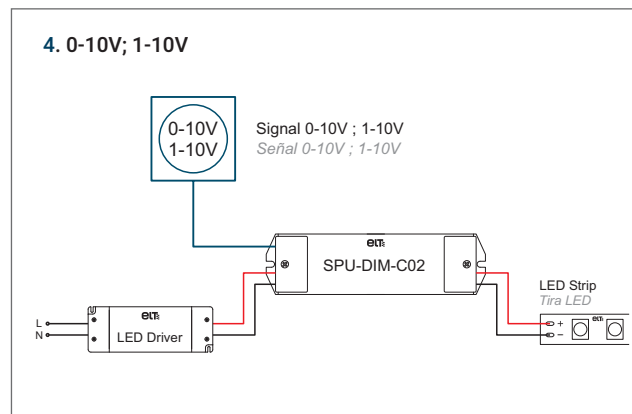 4. 0-10V; 1-10V
0-10V
1-10V
Signal 0-10V ; 1-10V
Señal 0-10V ; 1-10V
ELT
SPU-DIM-C02
LED Strip
Tira LED
ELT
+
−
ELT
LED Driver
L
N